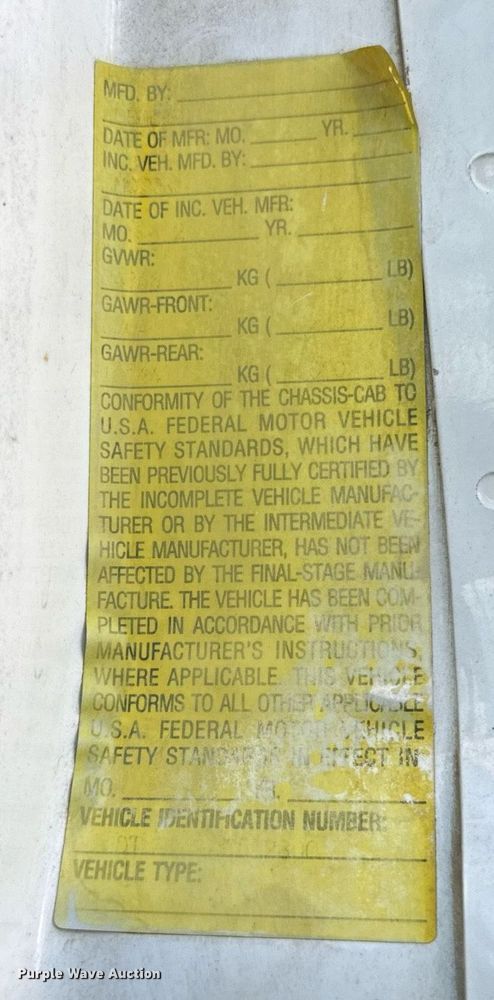 MFD. BY:
DATE OF MFR: MO. YR.
INC. VEH. MFD. BY:
DATE OF INC. VEH. MFR:
MO. YR.
GVWR:
KG ( LB)
GAWR-FRONT:
KG ( LB)
GAWR-REAR:
KG ( LB)
CONFORMITY OF THE CHASSIS-CAB TO
U.S.A. FEDERAL MOTOR VEHICLE
SAFETY STANDARDS, WHICH HAVE
BEEN PREVIOUSLY FULLY CERTIFIED BY
THE INCOMPLETE VEHICLE MANUFAC-
TURER OR BY THE INTERMEDIATE VE-
HICLE MANUFACTURER, HAS NOT BEEN
AFFECTED BY THE FINAL-STAGE MANU-
FACTURE. THE VEHICLE HAS BEEN COM-
PLETED IN ACCORDANCE WITH PRIOR
MANUFACTURER'S INSTRUCTIONS,
WHERE APPLICABLE. THIS VEHICLE
CONFORMS TO ALL OTHER APPLICABLE
U.S.A. FEDERAL MOTOR VEHICLE
SAFETY STANDARDS IN EFFECT IN
MO. YR.
VEHICLE IDENTIFICATION NUMBER:
VEHICLE TYPE:
Purple Wave Auction